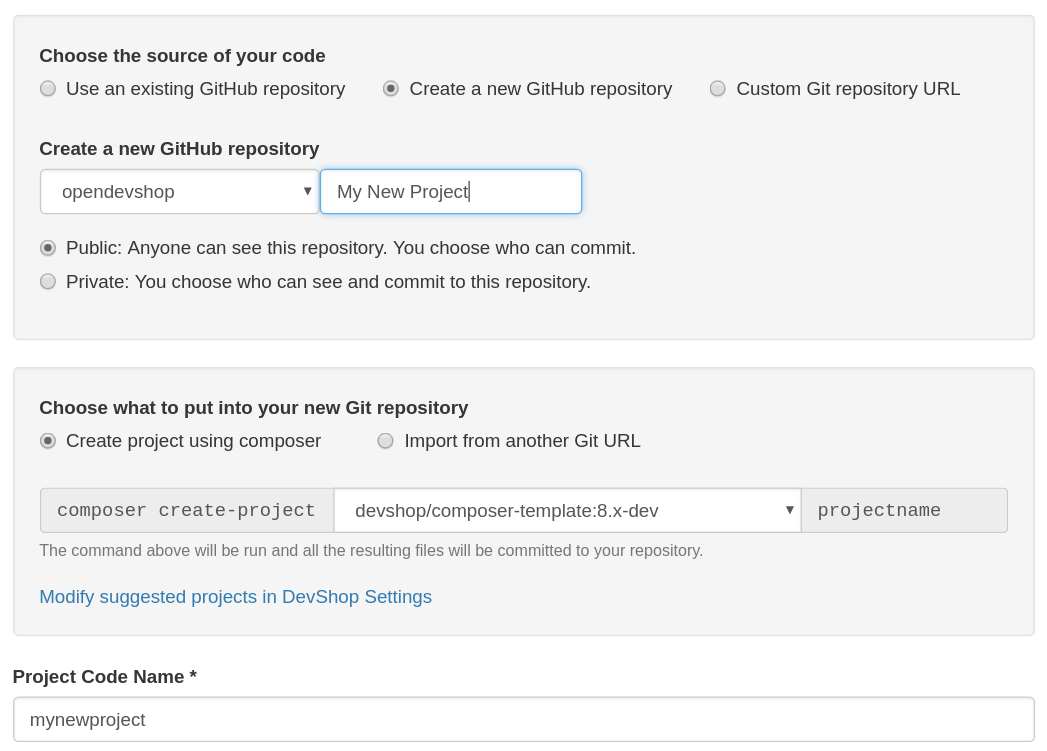 Choose the source of your code
Use an existing GitHub repository Create a new GitHub repository Custom Git repository URL
Create a new GitHub repository
opendevshop My New Project
Public: Anyone can see this repository. You choose who can commit.
Private: You choose who can see and commit to this repository.
Choose what to put into your new Git repository
Create project using composer Import from another Git URL
composer create-project devshop/composer-template:8.x-dev projectname
The command above will be run and all the resulting files will be committed to your repository.
Modify suggested projects in DevShop Settings
Project Code Name *
mynewproject